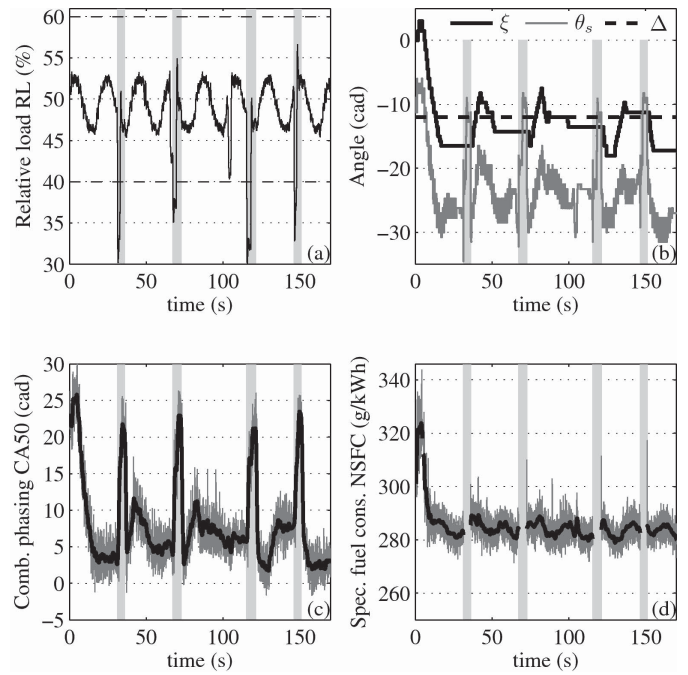 Relative load RL (%)
60
55
50
45
40
35
30
0
50
100
150
(a)
time (s)
ξ
θs
Δ
Angle (cad)
0
−10
−20
−30
0
50
100
150
(b)
time (s)
Comb. phasing CA50 (cad)
30
25
20
15
10
5
0
−5
0
50
100
150
(c)
time (s)
Spec. fuel cons. NSFC (g/kWh)
340
320
300
280
260
0
50
100
150
(d)
time (s)